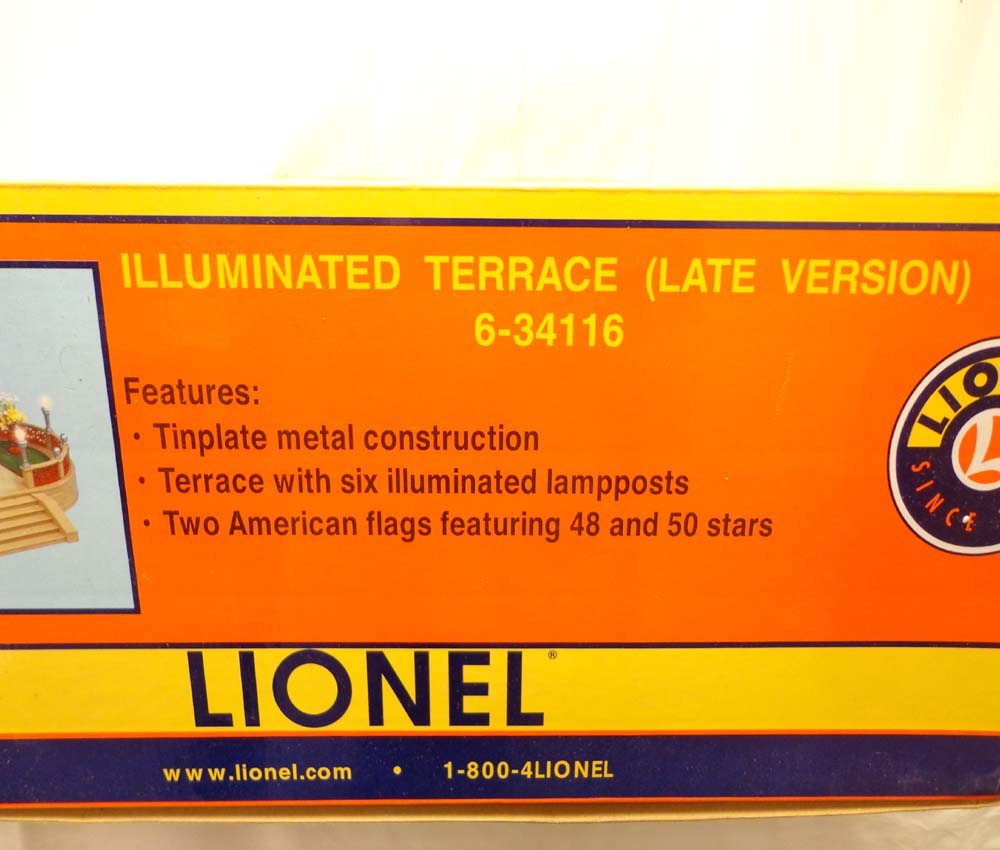 ILLUMINATED TERRACE (LATE VERSION)
6-34116
Features:
· Tinplate metal construction
· Terrace with six illuminated lampposts
· Two American flags featuring 48 and 50 stars
SINCE
LIONEL®
www.lionel.com • 1-800-4LIONEL